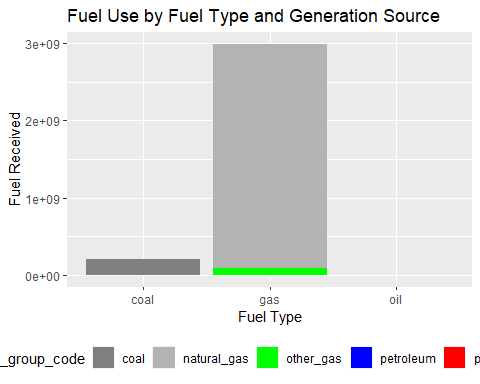 Fuel Use by Fuel Type and Generation Source
3e+09
2e+09
1e+09
0e+00
Fuel Received
coal gas oil
Fuel Type
_group_code coal natural_gas other_gas petroleum p